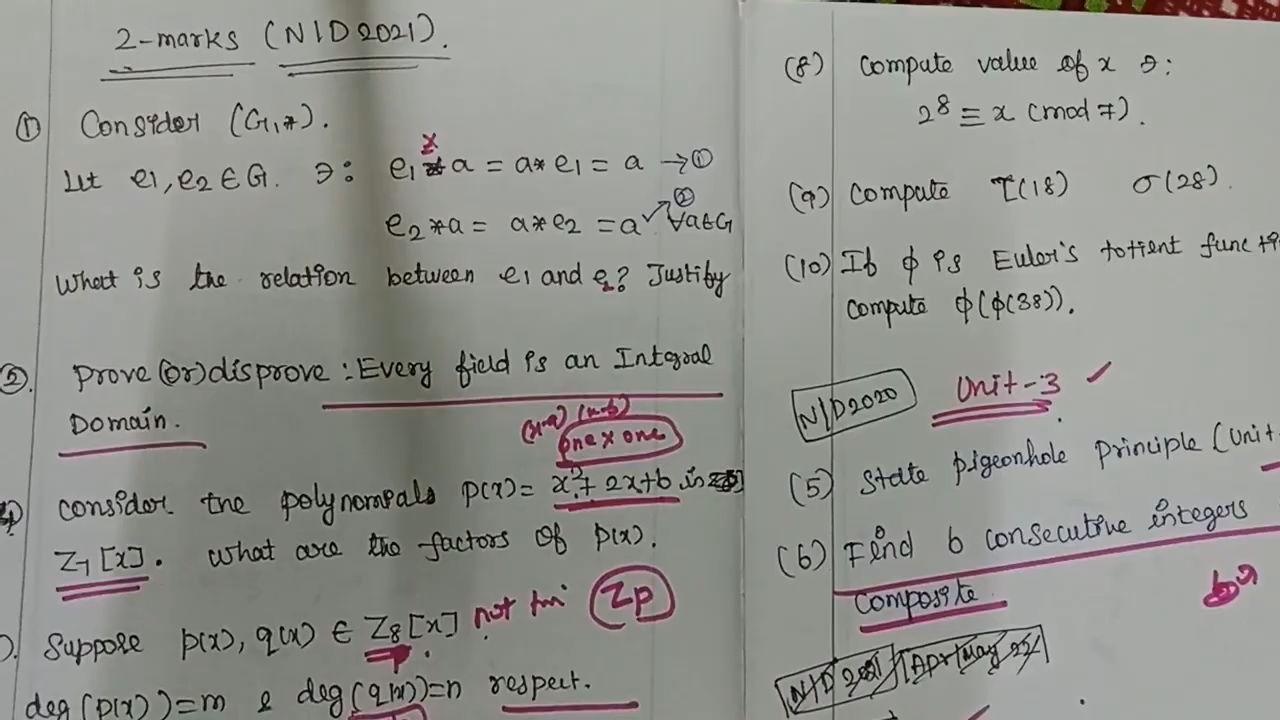 2-marks (N/D 2021).
① Consider (G,*).
Let e1, e2 ∈ G. ∋: e1 * a = a * e1 = a → ①
e2 * a = a * e2 = a ② ∀a∈G
What is the relation between e1 and e2? Justify
②. Prove (or) disprove : Every field is an Integral
Domain.
(x-a) (x-b)
one x one
Consider the polynomials p(x) = x²+ 2x+6 in
Z7 [x]. What are the factors of p(x).
Suppose p(x), q(x) ∈ Z8 [x] not in Zp
p
deg (p(x)) = m & deg (q(x)) = n respect.
(8) Compute value of x ∋:
2^8 ≡ x (mod 7).
(9) Compute τ(18) σ(28).
(10) If ϕ is Euler's totient functi
compute ϕ(ϕ(38)).
N/D 2020 Unit-3 ✓
(5) State pigeonhole principle (Unit-
(6) Find 6 consecutive integers
composite
N/D 2021 Apr/May 22